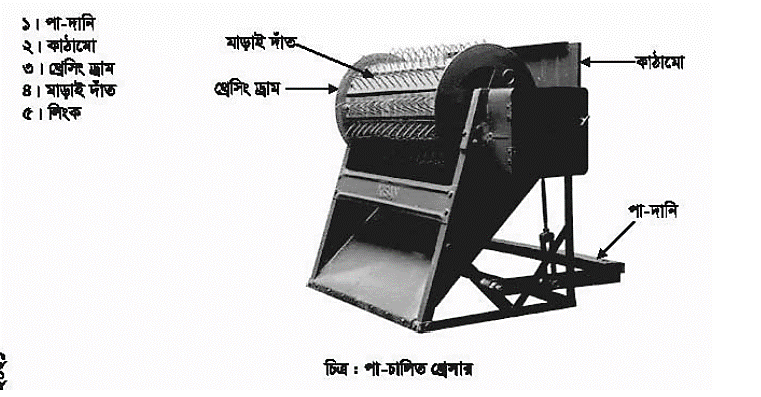 ১। পা-দানি
২। কাঠামো
৩। থ্রেসিং ড্রাম
৪। মাড়াই দাঁত
৫। লিংক
মাড়াই দাঁত
থ্রেসিং ড্রাম
কাঠামো
পা-দানি
চিত্র : পা-চালিত থ্রেসার